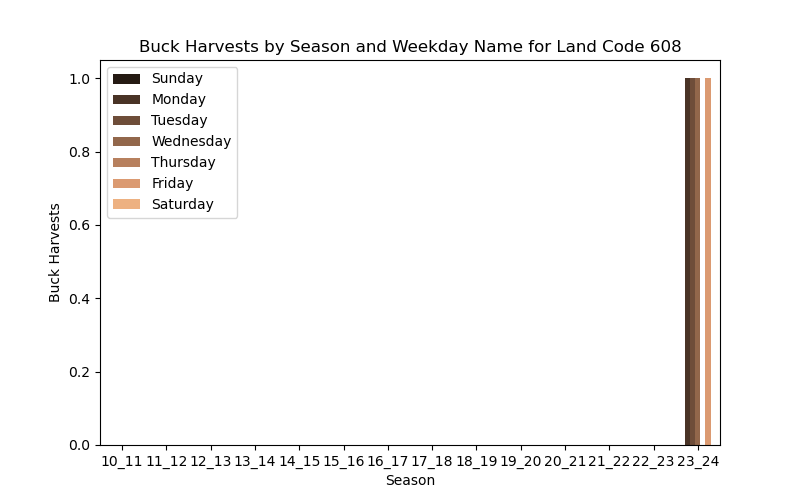 Buck Harvests by Season and Weekday Name for Land Code 608
Sunday
Monday
Tuesday
Wednesday
Thursday
Friday
Saturday
1.0
0.8
0.6
0.4
0.2
0.0
Buck Harvests
10_11 11_12 12_13 13_14 14_15 15_16 16_17 17_18 18_19 19_20 20_21 21_22 22_23 23_24
Season